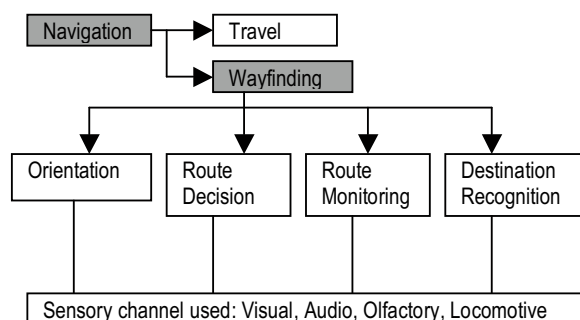 Navigation
Travel
Wayfinding
Orientation
Route
Decision
Route
Monitoring
Destination
Recognition
Sensory channel used: Visual, Audio, Olfactory, Locomotive